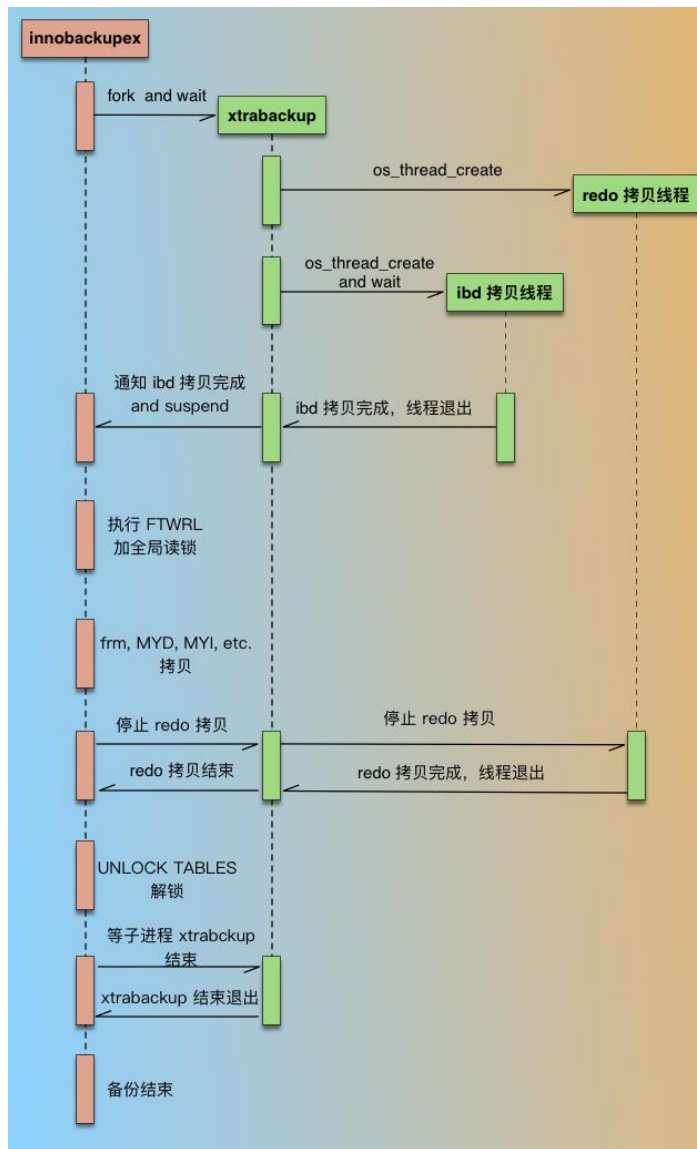 innobackupex
fork and wait
xtrabackup
os_thread_create
redo 拷贝线程
os_thread_create
and wait
ibd 拷贝线程
通知 ibd 拷贝完成
and suspend
ibd 拷贝完成，线程退出
执行 FTWRL
加全局读锁
frm, MYD, MYI, etc.
拷贝
停止 redo 拷贝
停止 redo 拷贝
redo 拷贝结束
redo 拷贝完成，线程退出
UNLOCK TABLES
解锁
等子进程 xtrabckup
结束
xtrabackup 结束退出
备份结束